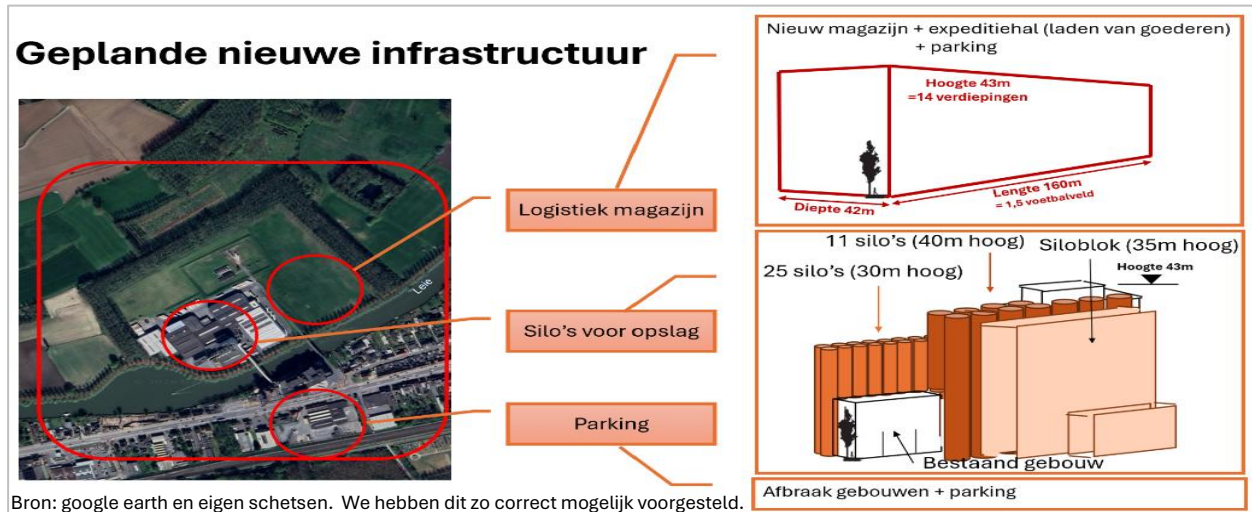 Geplande nieuwe infrastructuur
Leie
Logistiek magazijn
Silo's voor opslag
Parking
Nieuw magazijn + expeditiehal (laden van goederen)
+ parking
Hoogte 43m
=14 verdiepingen
Diepte 42m
Lengte 160m
= 1,5 voetbalveld
11 silo's (40m hoog)
Siloblok (35m hoog)
25 silo's (30m hoog)
Hoogte 43m
Bestaand gebouw
Afbraak gebouwen + parking
Bron: google earth en eigen schetsen. We hebben dit zo correct mogelijk voorgesteld.